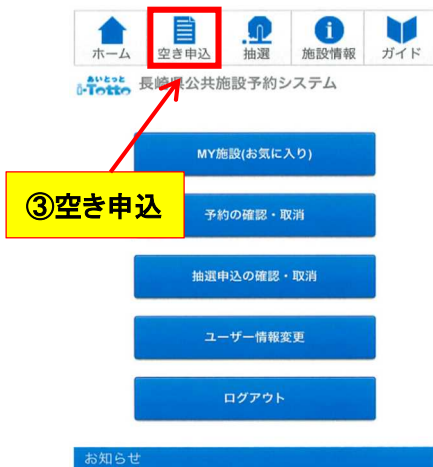 ホーム 空き申込 抽選 施設情報 ガイド
あいとっと
i-Totto 長崎県公共施設予約システム
MY施設(お気に入り)
③空き申込
予約の確認・取消
抽選申込の確認・取消
ユーザー情報変更
ログアウト
お知らせ